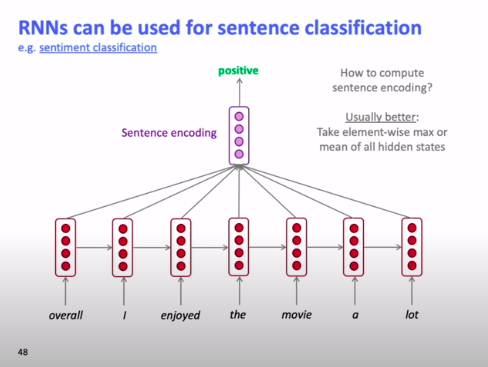 RNNs can be used for sentence classification
e.g. sentiment classification
positive
How to compute
sentence encoding?
Sentence encoding
Usually better:
Take element-wise max or
mean of all hidden states
overall I enjoyed the movie a lot
48